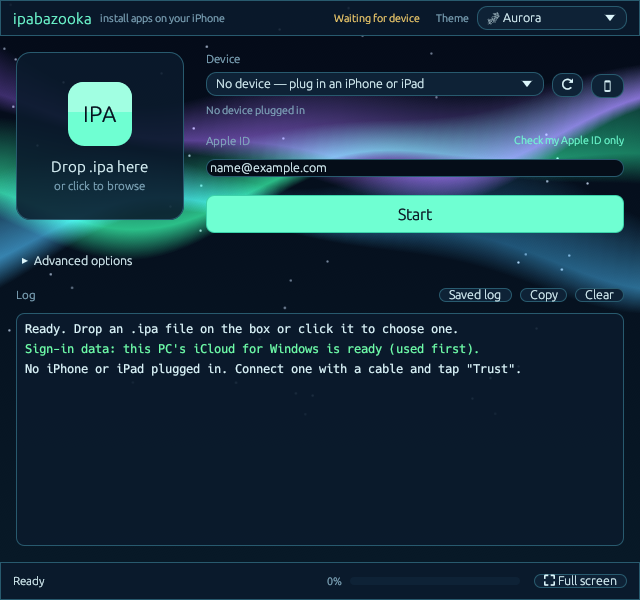 ipabazooka install apps on your iPhone Waiting for device Theme Aurora
Device
No device — plug in an iPhone or iPad
No device plugged in
IPA
Drop .ipa here
or click to browse
Apple ID Check my Apple ID only
name@example.com
Start
Advanced options
Log Saved log Copy Clear
Ready. Drop an .ipa file on the box or click it to choose one.
Sign-in data: this PC's iCloud for Windows is ready (used first).
No iPhone or iPad plugged in. Connect one with a cable and tap "Trust".
Ready 0% Full screen